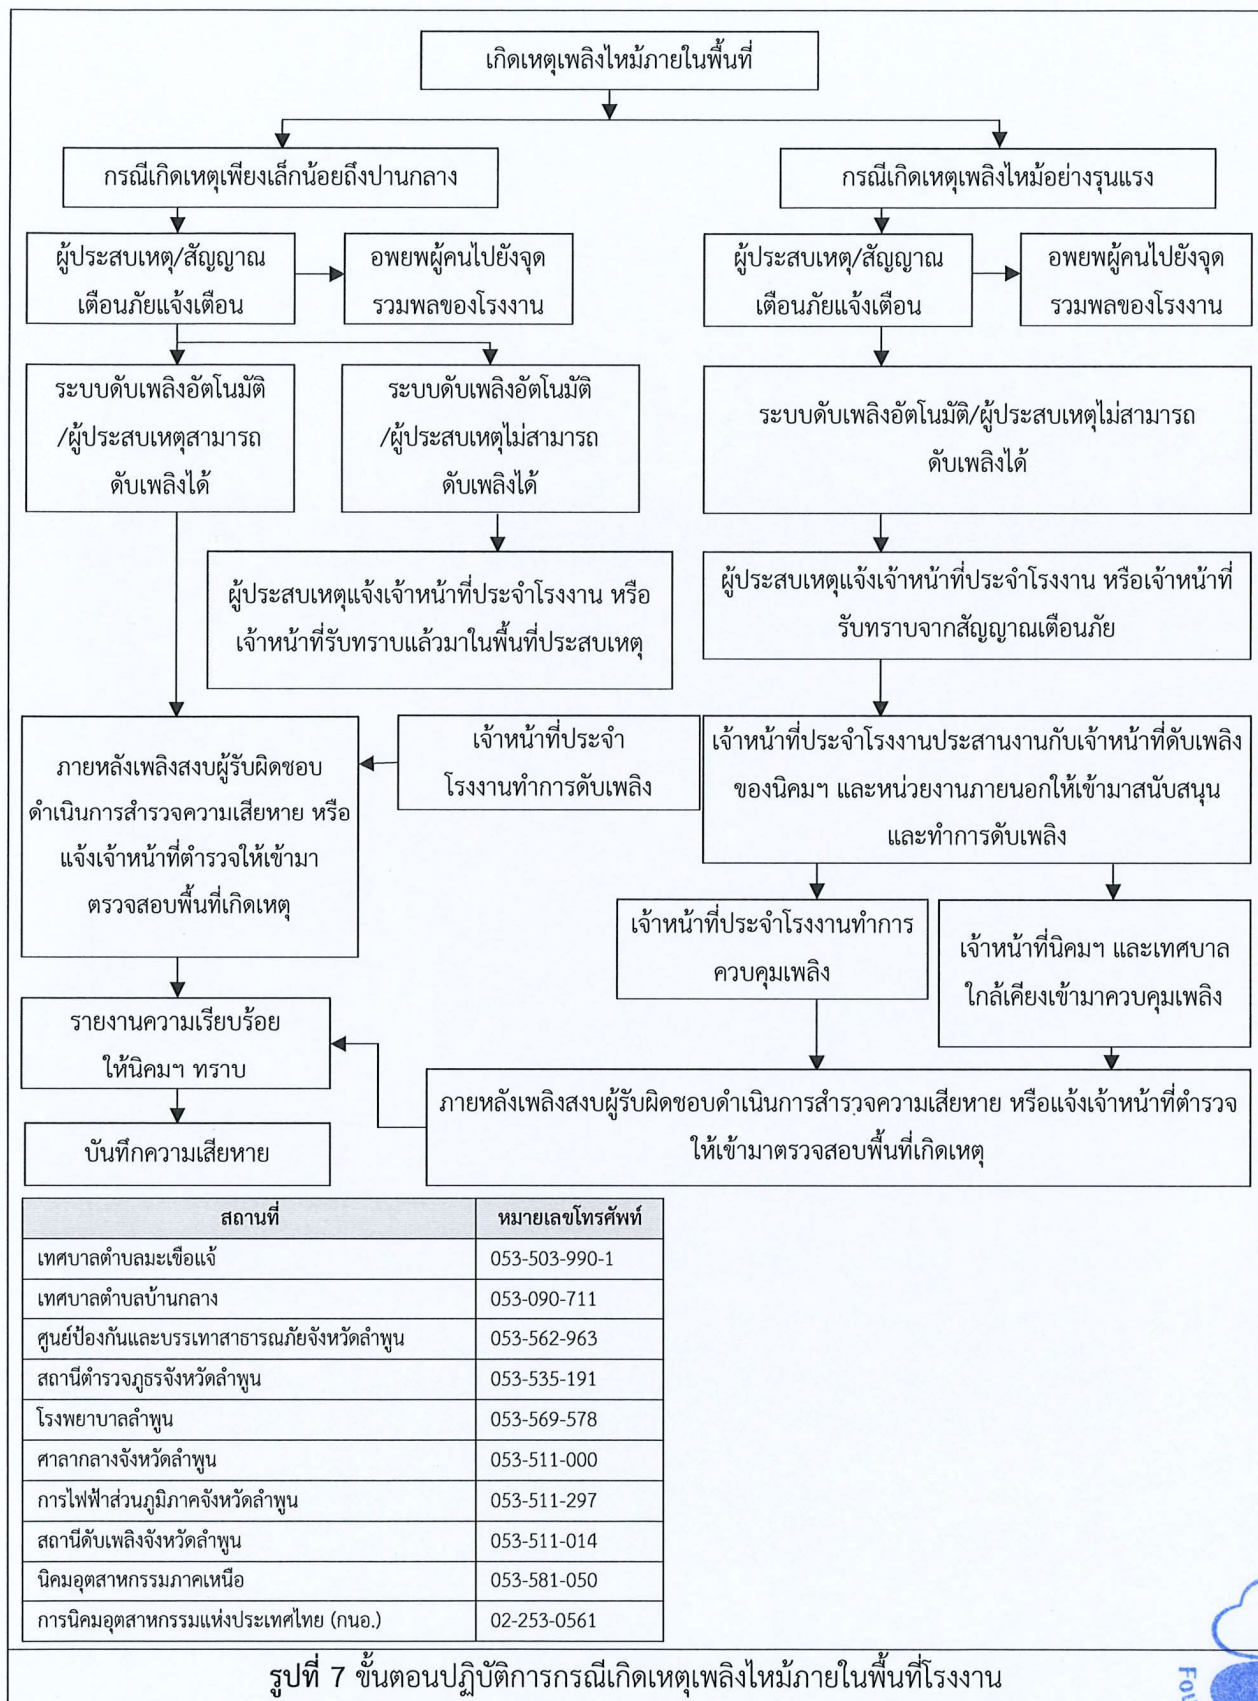 เกิดเหตุเพลิงไหม้ภายในพื้นที่
กรณีเกิดเหตุเพียงเล็กน้อยถึงปานกลาง
กรณีเกิดเหตุเพลิงไหม้อย่างรุนแรง
ผู้ประสบเหตุ/สัญญาณ
เตือนภัยแจ้งเตือน
อพยพผู้คนไปยังจุด
รวมพลของโรงงาน
ผู้ประสบเหตุ/สัญญาณ
เตือนภัยแจ้งเตือน
อพยพผู้คนไปยังจุด
รวมพลของโรงงาน
ระบบดับเพลิงอัตโนมัติ
/ผู้ประสบเหตุสามารถ
ดับเพลิงได้
ระบบดับเพลิงอัตโนมัติ
/ผู้ประสบเหตุไม่สามารถ
ดับเพลิงได้
ระบบดับเพลิงอัตโนมัติ/ผู้ประสบเหตุไม่สามารถ
ดับเพลิงได้
ผู้ประสบเหตุแจ้งเจ้าหน้าที่ประจำโรงงาน หรือ
เจ้าหน้าที่รับทราบแล้วมาในพื้นที่ประสบเหตุ
ผู้ประสบเหตุแจ้งเจ้าหน้าที่ประจำโรงงาน หรือเจ้าหน้าที่
รับทราบจากสัญญาณเตือนภัย
ภายหลังเพลิงสงบผู้รับผิดชอบ
ดำเนินการสำรวจความเสียหาย หรือ
แจ้งเจ้าหน้าที่ตำรวจให้เข้ามา
ตรวจสอบพื้นที่เกิดเหตุ
เจ้าหน้าที่ประจำ
โรงงานทำการดับเพลิง
เจ้าหน้าที่ประจำโรงงานประสานงานกับเจ้าหน้าที่ดับเพลิง
ของนิคมฯ และหน่วยงานภายนอกให้เข้ามาสนับสนุน
และทำการดับเพลิง
เจ้าหน้าที่ประจำโรงงานทำการ
ควบคุมเพลิง
เจ้าหน้าที่นิคมฯ และเทศบาล
ใกล้เคียงเข้ามาควบคุมเพลิง
รายงานความเรียบร้อย
ให้นิคมฯ ทราบ
ภายหลังเพลิงสงบผู้รับผิดชอบดำเนินการสำรวจความเสียหาย หรือแจ้งเจ้าหน้าที่ตำรวจ
ให้เข้ามาตรวจสอบพื้นที่เกิดเหตุ
บันทึกความเสียหาย
สถานที่ หมายเลขโทรศัพท์
เทศบาลตำบลมะเขือแจ้ 053-503-990-1
เทศบาลตำบลบ้านกลาง 053-090-711
ศูนย์ป้องกันและบรรเทาสาธารณภัยจังหวัดลำพูน 053-562-963
สถานีตำรวจภูธรจังหวัดลำพูน 053-535-191
โรงพยาบาลลำพูน 053-569-578
ศาลากลางจังหวัดลำพูน 053-511-000
การไฟฟ้าส่วนภูมิภาคจังหวัดลำพูน 053-511-297
สถานีดับเพลิงจังหวัดลำพูน 053-511-014
นิคมอุตสาหกรรมภาคเหนือ 053-581-050
การนิคมอุตสาหกรรมแห่งประเทศไทย (กนอ.) 02-253-0561
รูปที่ 7 ขั้นตอนปฏิบัติการกรณีเกิดเหตุเพลิงไหม้ภายในพื้นที่โรงงาน